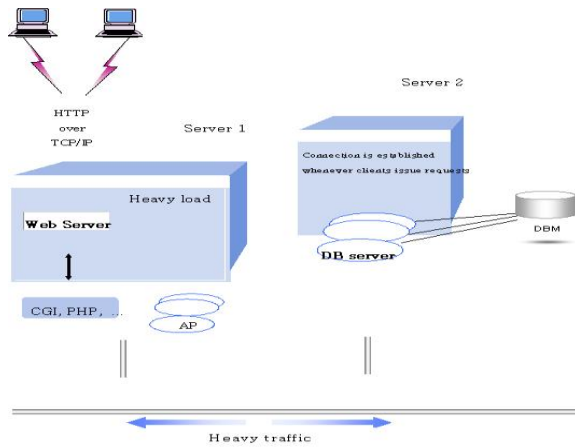 HTTP
over
TCP/IP
Server 1
Server 2
Heavy load
Web Server
CGI, PHP, ...
AP
Connection is established
whenever clients issue requests
DB server
DBM
Heavy traffic